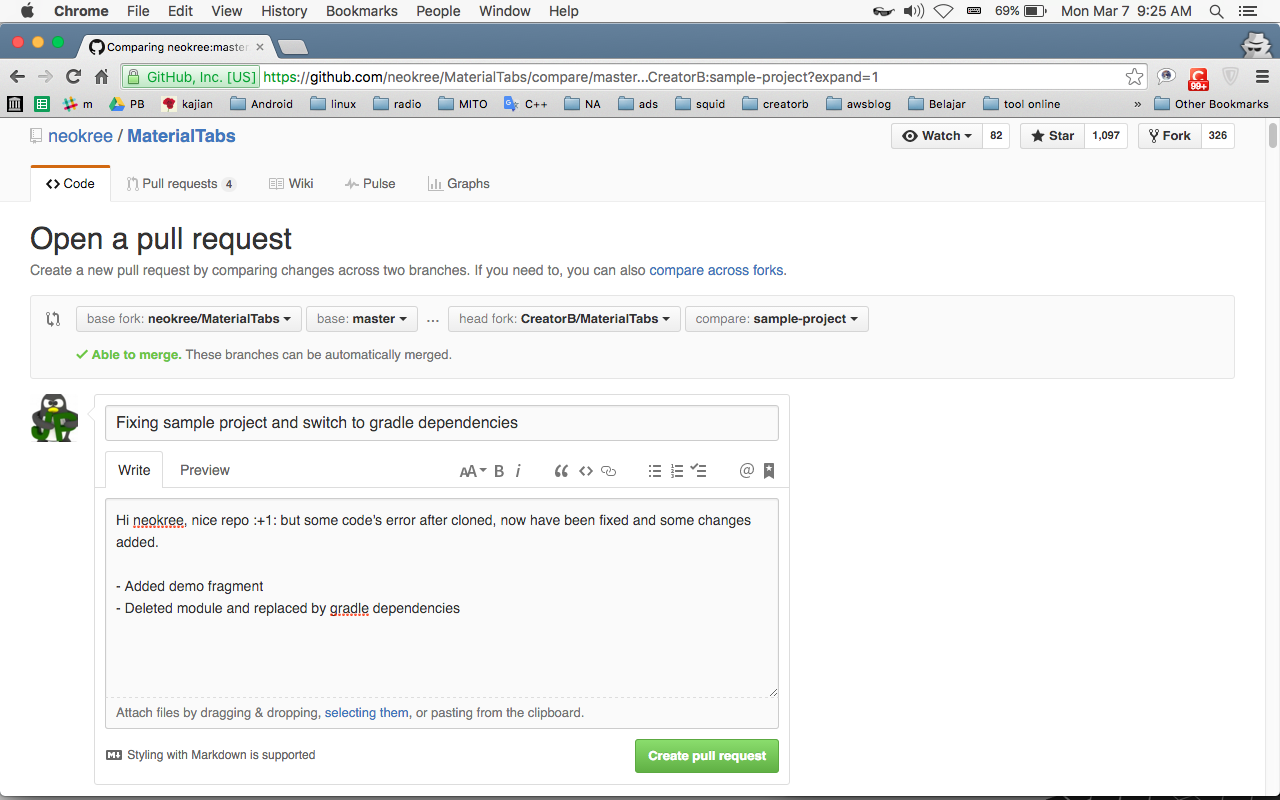 Chrome File Edit View History Bookmarks People Window Help 69% Mon Mar 7 9:25 AM
Comparing neokree:master
GitHub, Inc. [US] https://github.com/neokree/MaterialTabs/compare/master...CreatorB:sample-project?expand=1 99+
m PB kajian Android linux radio MITO C++ NA ads squid creatorb awsblog Belajar tool online » Other Bookmarks
neokree / MaterialTabs Watch 82 Star 1,097 Fork 326
Code Pull requests 4 Wiki Pulse Graphs
Open a pull request
Create a new pull request by comparing changes across two branches. If you need to, you can also compare across forks.
base fork: neokree/MaterialTabs base: master ... head fork: CreatorB/MaterialTabs compare: sample-project
Able to merge. These branches can be automatically merged.
Fixing sample project and switch to gradle dependencies
Write Preview AA B i
Hi neokree, nice repo :+1: but some code's error after cloned, now have been fixed and some changes
added.
- Added demo fragment
- Deleted module and replaced by gradle dependencies
Attach files by dragging & dropping, selecting them, or pasting from the clipboard.
Styling with Markdown is supported Create pull request